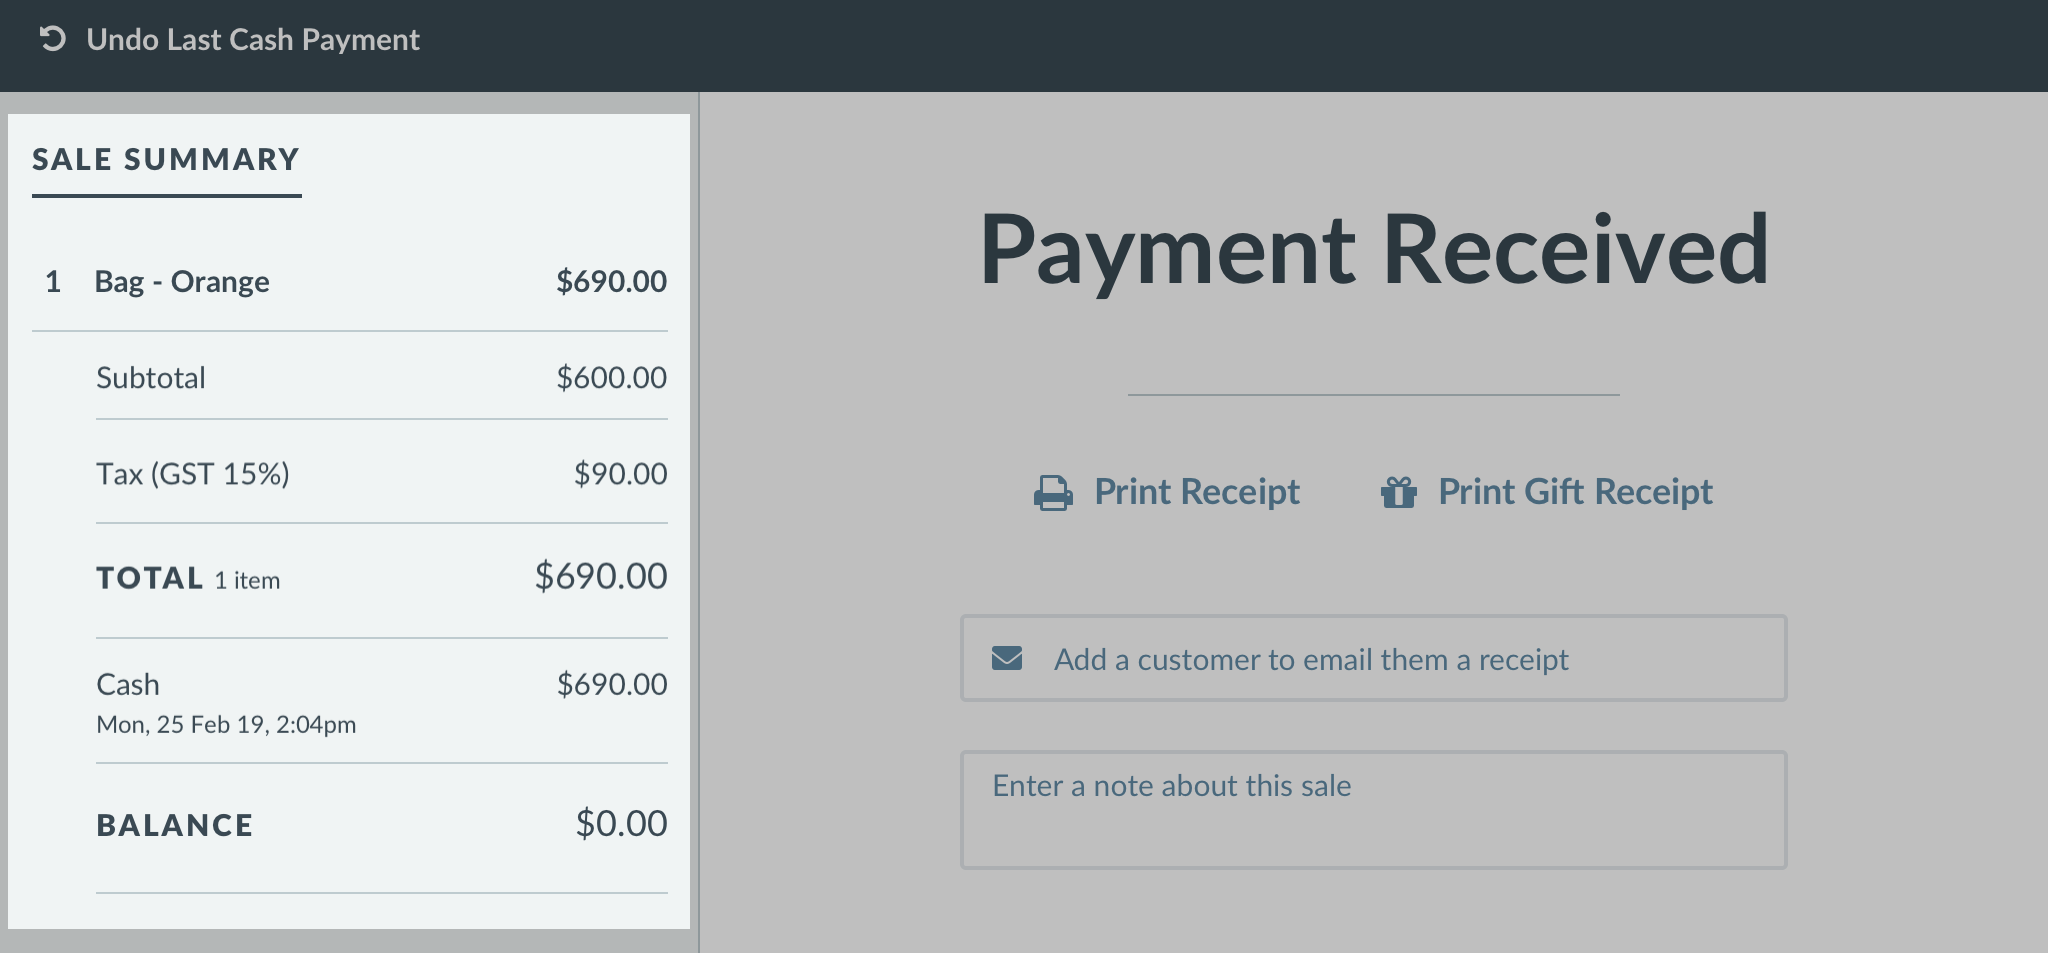 Undo Last Cash Payment
SALE SUMMARY
1 Bag - Orange $690.00
Subtotal $600.00
Tax (GST 15%) $90.00
TOTAL 1 item $690.00
Cash $690.00
Mon, 25 Feb 19, 2:04pm
BALANCE $0.00
Payment Received
Print Receipt Print Gift Receipt
Add a customer to email them a receipt
Enter a note about this sale